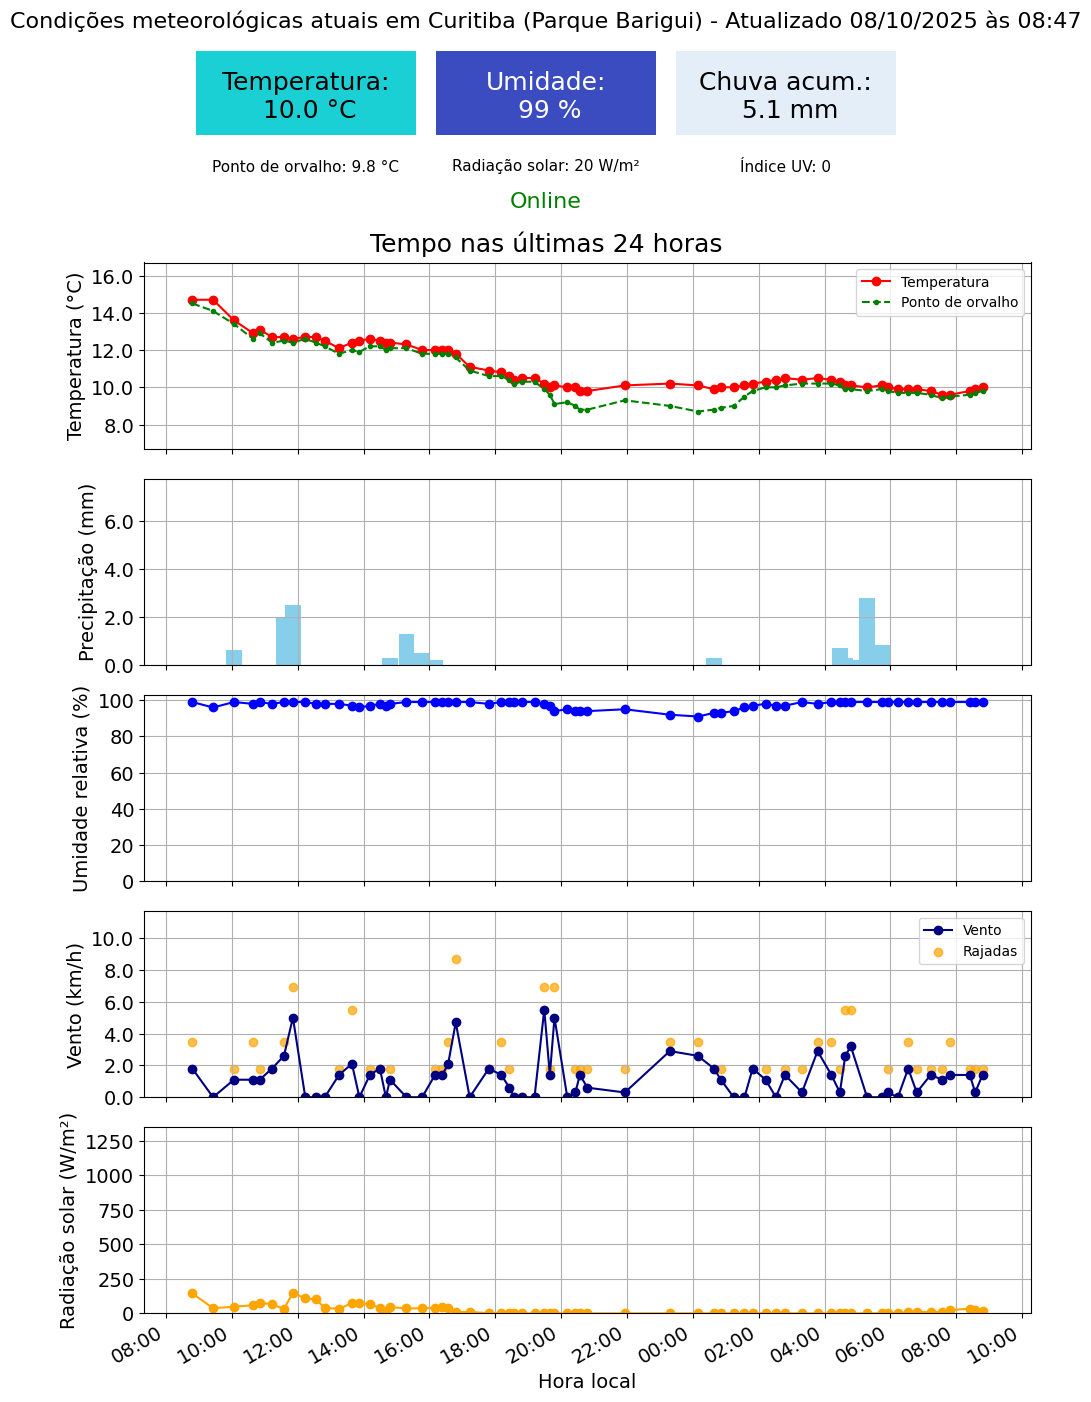 Condições meteorológicas atuais em Curitiba (Parque Barigui) - Atualizado 08/10/2025 às 08:47
Temperatura:
10.0 °C
Umidade:
99 %
Chuva acum.:
5.1 mm
Ponto de orvalho: 9.8 °C
Radiação solar: 20 W/m²
Índice UV: 0
Online
Tempo nas últimas 24 horas
Temperatura (°C)
16.0
14.0
12.0
10.0
8.0
Temperatura
Ponto de orvalho
Precipitação (mm)
6.0
4.0
2.0
0.0
Umidade relativa (%)
100
80
60
40
20
0
Vento (km/h)
10.0
8.0
6.0
4.0
2.0
0.0
Vento
Rajadas
Radiação solar (W/m²)
1250
1000
750
500
250
0
08:00
10:00
12:00
14:00
16:00
18:00
20:00
22:00
00:00
02:00
04:00
06:00
08:00
10:00
Hora local